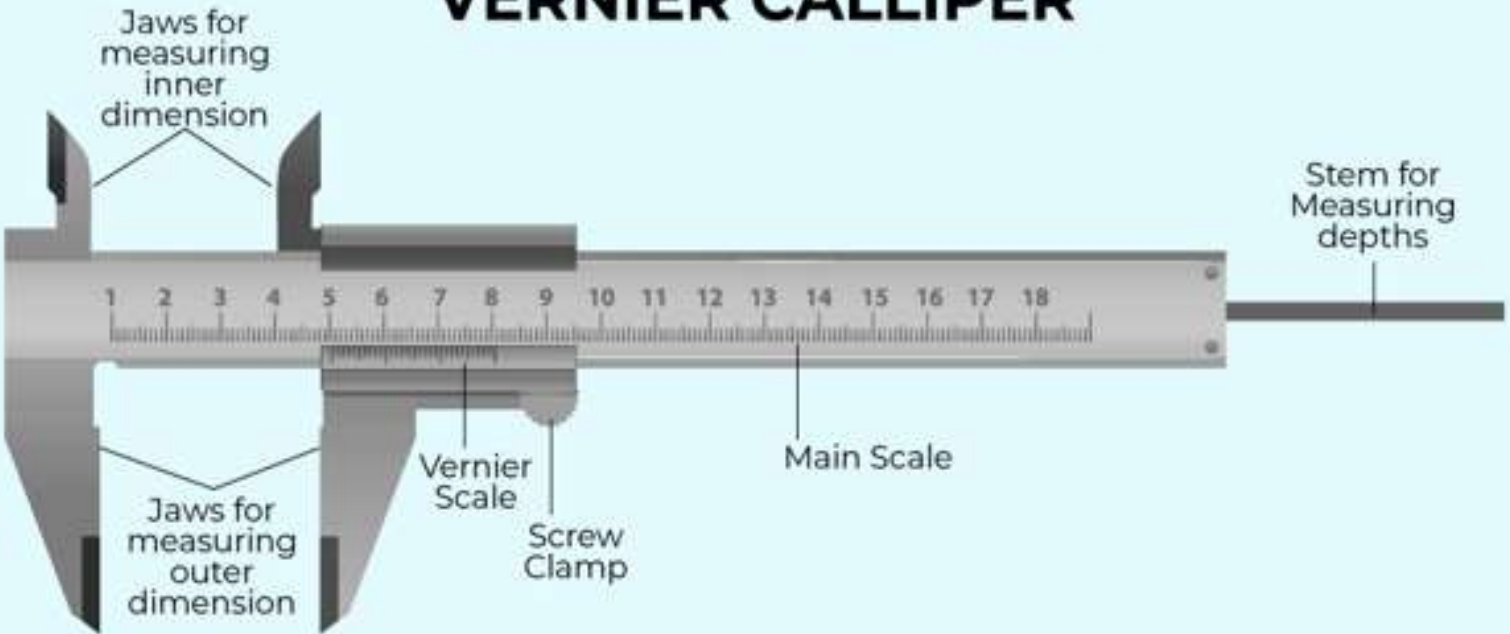 VERNIER CALLIPER
Jaws for
measuring
inner
dimension
Stem for
Measuring
depths
1 2 3 4 5 6 7 8 9 10 11 12 13 14 15 16 17 18
Vernier
Scale
Main Scale
Screw
Clamp
Jaws for
measuring
outer
dimension